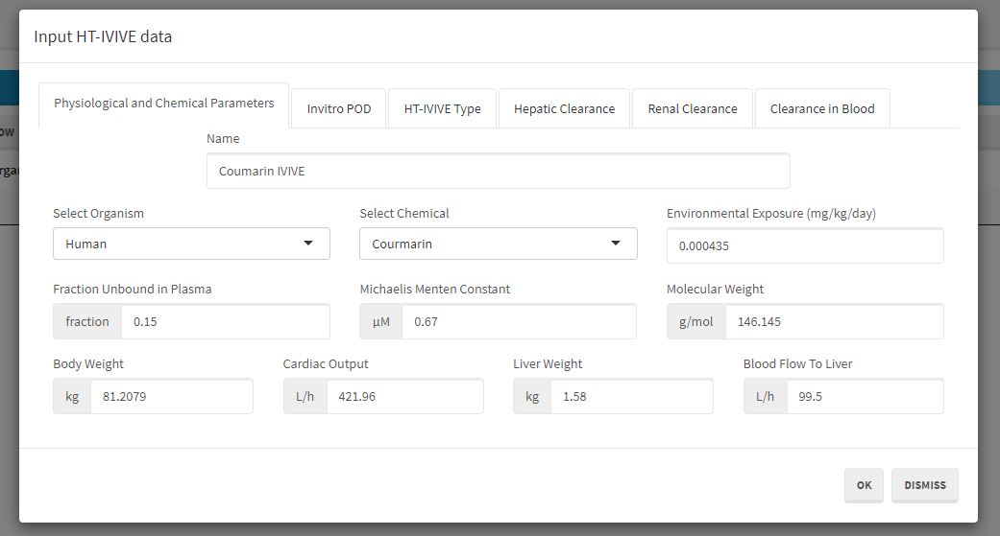 Input HT-IVIVE data
Physiological and Chemical Parameters
Invitro POD
HT-IVIVE Type
Hepatic Clearance
Renal Clearance
Clearance in Blood
ow
rga
Name
Coumarin IVIVE
Select Organism
Select Chemical
Environmental Exposure (mg/kg/day)
Human
Courmarin
0.000435
Fraction Unbound in Plasma
Michaelis Menten Constant
Molecular Weight
fraction 0.15
µM 0.67
g/mol 146.145
Body Weight
Cardiac Output
Liver Weight
Blood Flow To Liver
kg 81.2079
L/h 421.96
kg 1.58
L/h 99.5
OK
DISMISS